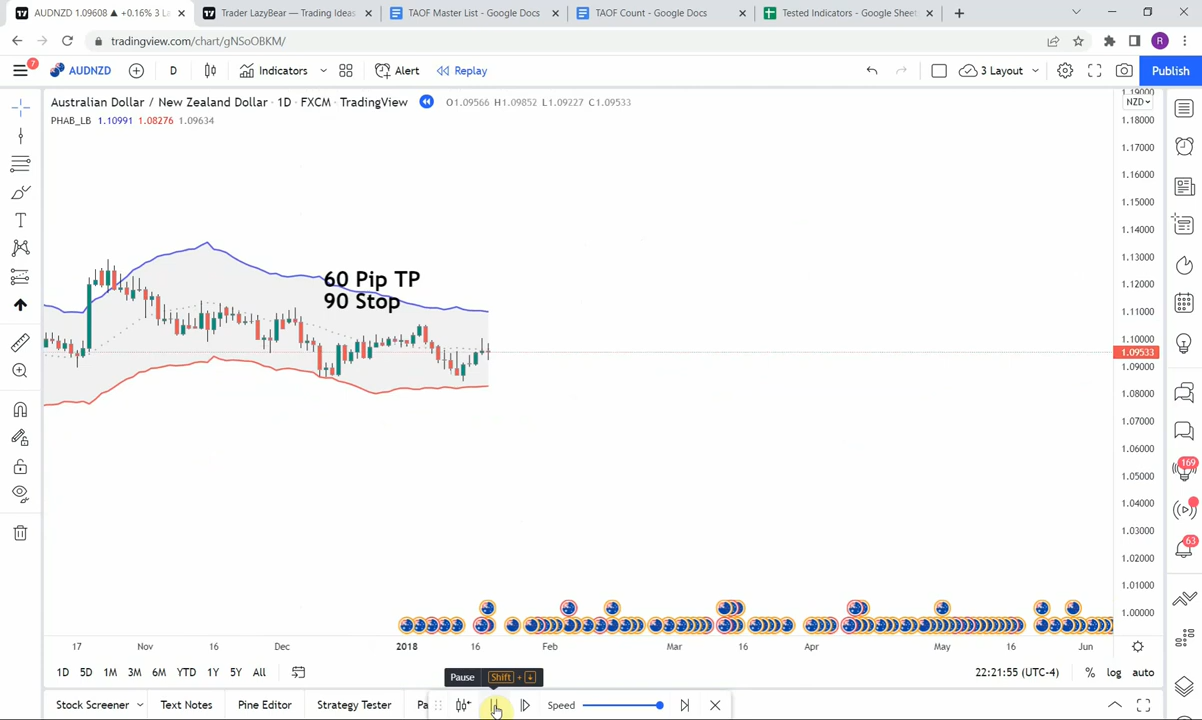 AUDNZD 1.09608 ▲ +0.16% 3 La
Trader LazyBear — Trading Ideas
TAOF Master List - Google Docs
TAOF Count - Google Docs
Tested Indicators - Google Sheet
tradingview.com/chart/gNSoOBKM/
R
7
AUDNZD
D
Indicators
Alert
Replay
3 Layout
Publish
Australian Dollar / New Zealand Dollar · 1D · FXCM · TradingView
O1.09566 H1.09852 L1.09227 C1.09533
PHAB_LB 1.10991 1.08276 1.09634
60 Pip TP
90 Stop
1.19000
NZD
1.18000
1.17000
1.16000
1.15000
1.14000
1.13000
1.12000
1.11000
1.10000
1.09533
1.09000
1.08000
1.07000
1.06000
1.05000
1.04000
1.03000
1.02000
1.01000
1.00000
169
63
17
Nov
16
Dec
2018
16
Feb
Mar
Apr
May
Jun
1D
5D
1M
3M
6M
YTD
1Y
5Y
All
Pause Shift + ↓
22:21:55 (UTC-4)
%
log
auto
Stock Screener
Text Notes
Pine Editor
Strategy Tester
Pa
Speed